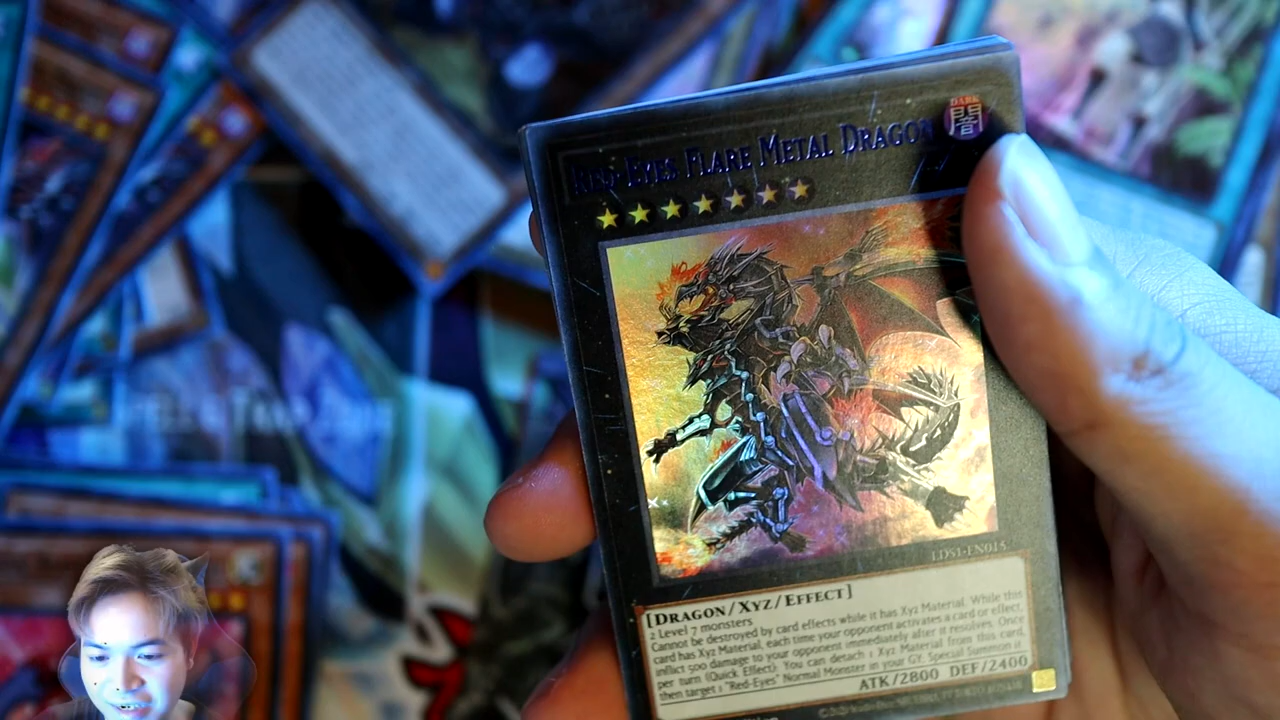 Red-Eyes Flare Metal Dragon
DARK
闇
LDS1-EN015
[DRAGON/XYZ/EFFECT]
2 Level 7 monsters
Cannot be destroyed by card effects while it has Xyz Material. While this
card has Xyz Material, each time your opponent activates a card or effect,
inflict 500 damage to your opponent immediately after it resolves. Once
per turn (Quick Effect): You can detach 1 Xyz Material from this card,
then target 1 "Red-Eyes" Normal Monster in your GY; Special Summon it.
ATK/2800 DEF/2400